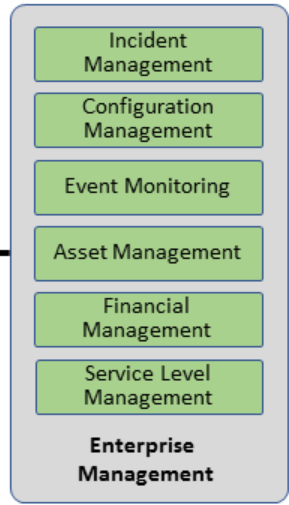 Incident
Management
Configuration
Management
Event Monitoring
Asset Management
Financial
Management
Service Level
Management
Enterprise
Management